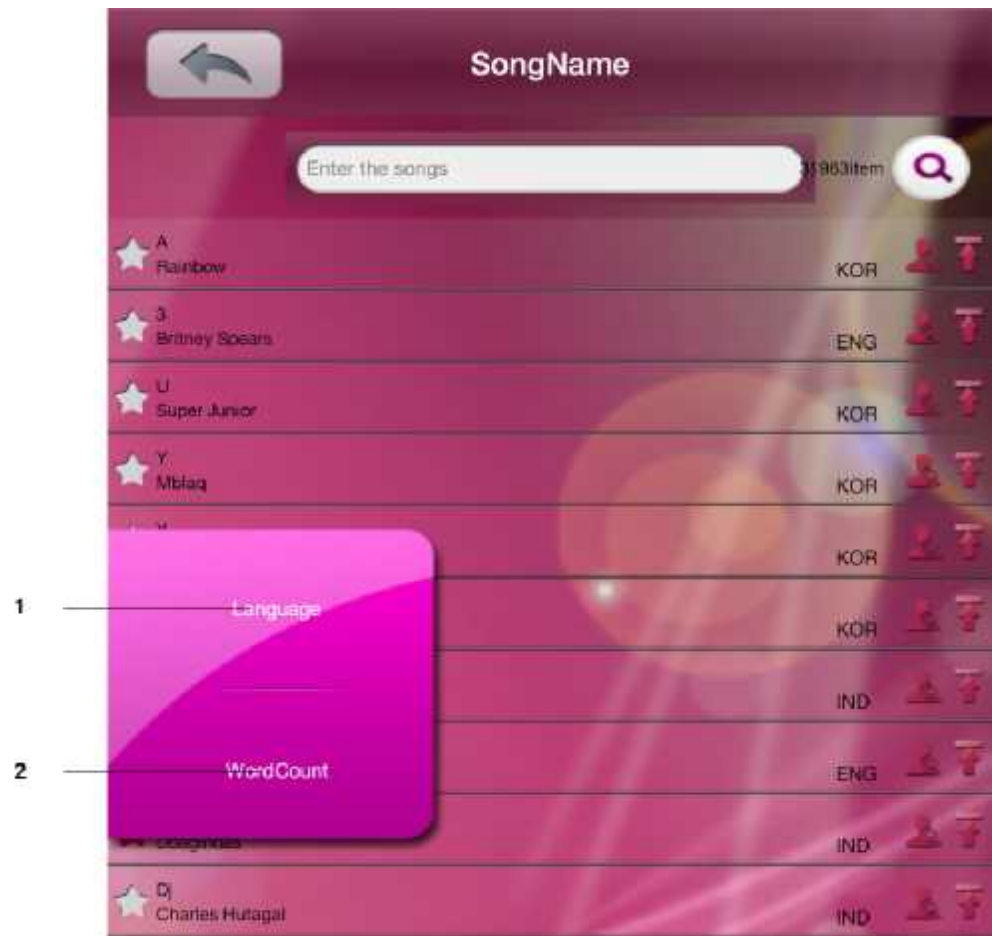 SongName
Enter the songs
31963item
A
Rainbow
KOR
3
Britney Spears
ENG
U
Super Junior
KOR
Y
Mblaq
KOR
KOR
1
Language
KOR
IND
2
WordCount
ENG
IND
Dj
Charles Hutagal
IND